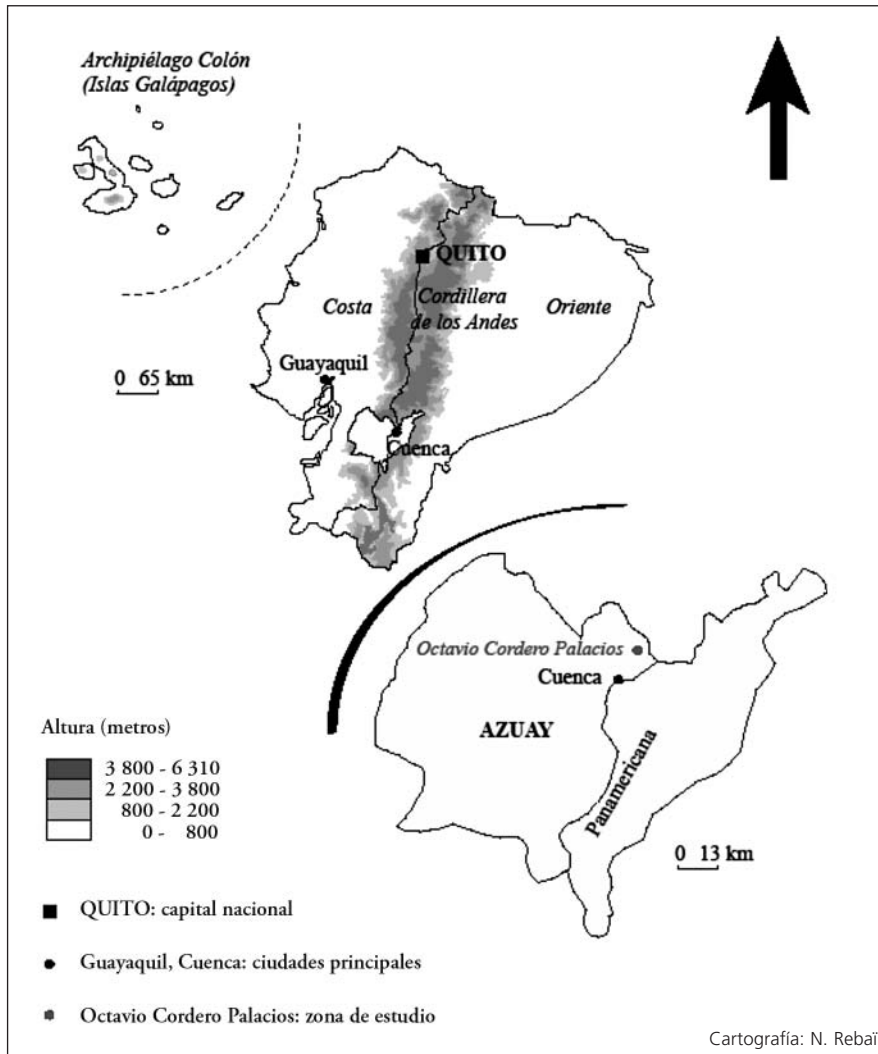 Archipiélago Colón
(Islas Galápagos)
QUITO
Costa
Cordillera
de los Andes
Oriente
Guayaquil
0 65 km
Cuenca
Octavio Cordero Palacios
Cuenca
AZUAY
Panamericana
0 13 km
Altura (metros)
3 800 - 6 310
2 200 - 3 800
800 - 2 200
0 - 800
QUITO: capital nacional
Guayaquil, Cuenca: ciudades principales
Octavio Cordero Palacios: zona de estudio
Cartografía: N. Rebaï